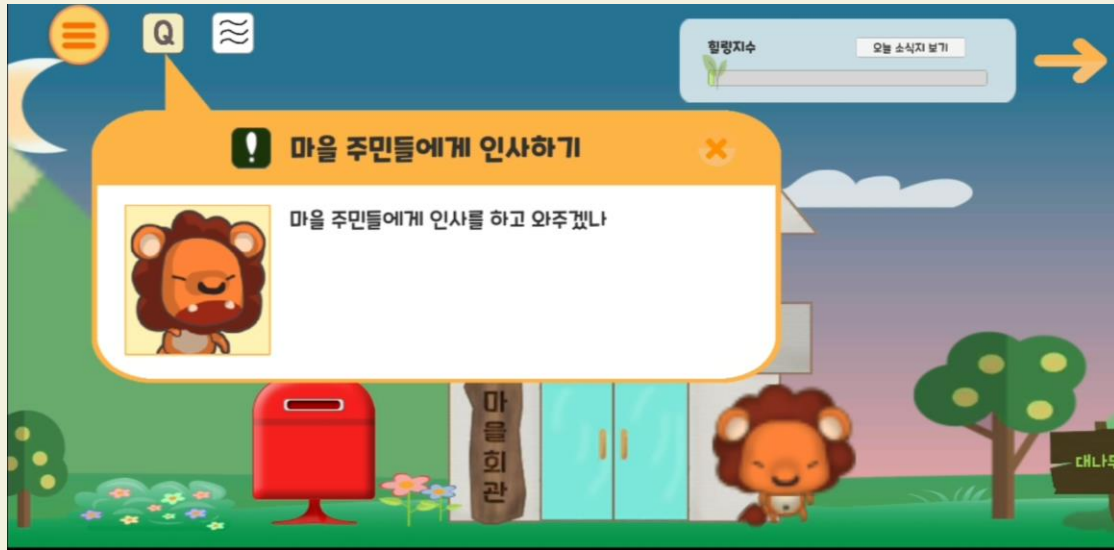 Q
힐링지수
오늘 소식지 보기
마을 주민들에게 인사하기
마을 주민들에게 인사를 하고 와주겠나
마을회관